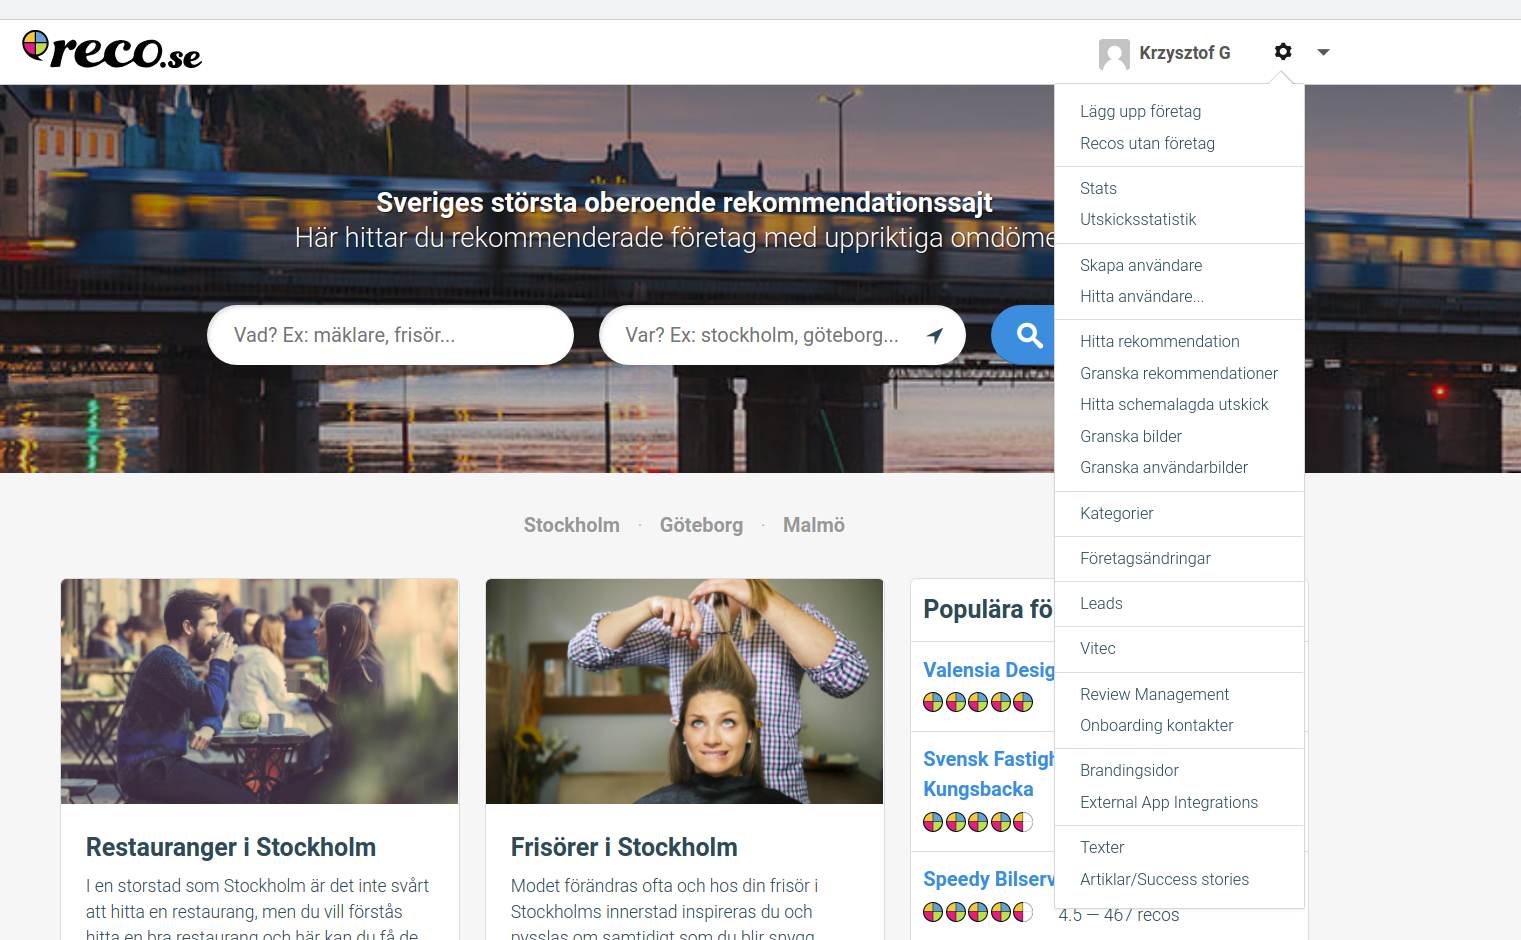 reco.se
Krzysztof G
Lägg upp företag
Recos utan företag
Stats
Utskicksstatistik
Skapa användare
Hitta användare...
Hitta rekommendation
Granska rekommendationer
Hitta schemalagda utskick
Granska bilder
Granska användarbilder
Kategorier
Företagsändringar
Leads
Vitec
Review Management
Onboarding kontakter
Brandingsidor
External App Integrations
Texter
Artiklar/Success stories
Sveriges största oberoende rekommendationssajt
Här hittar du rekommenderade företag med uppriktiga omdöme
Vad? Ex: mäklare, frisör...
Var? Ex: stockholm, göteborg...
Stockholm · Göteborg · Malmö
Restauranger i Stockholm
I en storstad som Stockholm är det inte svårt
att hitta en restaurang, men du vill förstås
hitta en bra restaurang och här kan du få de
Frisörer i Stockholm
Modet förändras ofta och hos din frisör i
Stockholms innerstad inspireras du och
pysslas om samtidigt som du blir snygg
Populära fö
Valensia Desig
Svensk Fastigh
Kungsbacka
Speedy Bilserv
4.5 — 467 recos